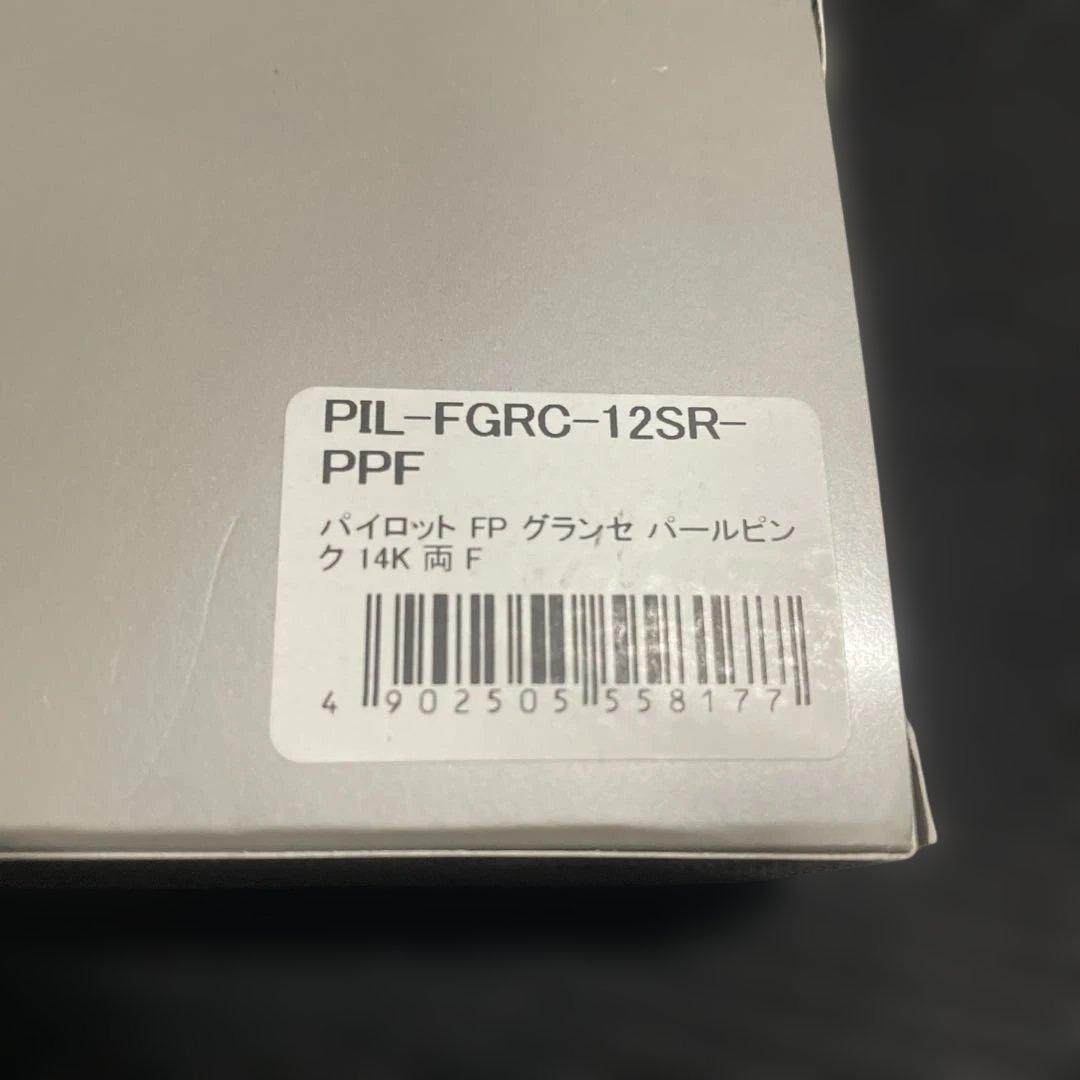 PIL-FGRC-12SR-
PPF
パイロット FP グランセ パールピン
ク 14K 両 F
4 902505 558177